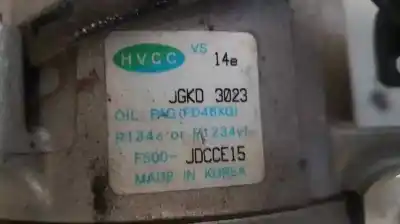 HVCC VS 14e
JGKD 3023
OIL PAG(FD46XG)
R134a or R1234yf
F500-JDCCE15
MADE IN KOREA